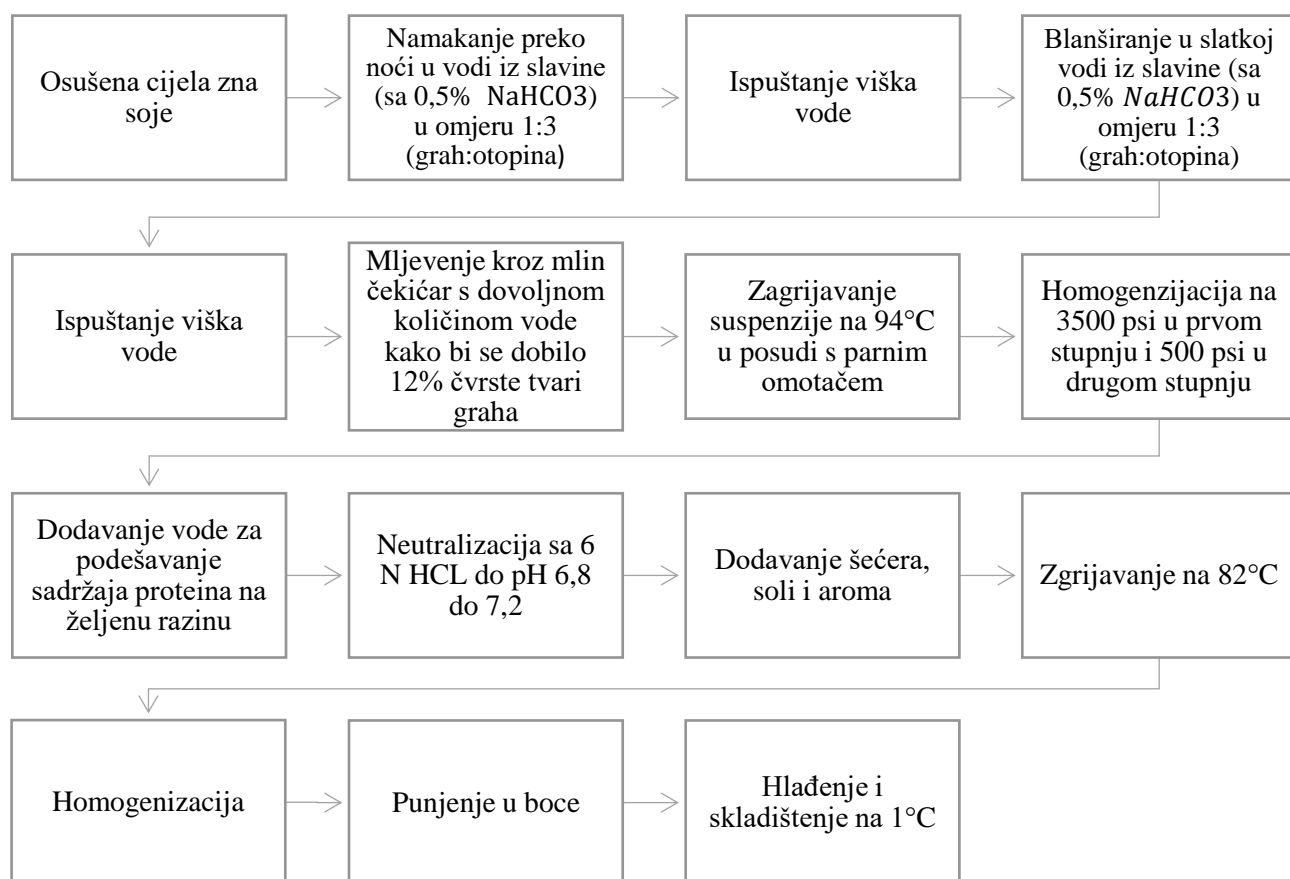 Osušena cijela zna
soje
Namakanje preko
noći u vodi iz slavine
(sa 0,5% NaHCO3)
u omjeru 1:3
(grah:otopina)
Ispuštanje viška
vode
Blanširanje u slatkoj
vodi iz slavine (sa
0,5% NaHCO3) u
omjeru 1:3
(grah:otopina)
Ispuštanje viška
vode
Mljevenje kroz mlin
čekićar s dovoljnom
količinom vode
kako bi se dobilo
12% čvrste tvari
graha
Zagrijavanje
suspenzije na 94°C
u posudi s parnim
omotačem
Homogenzijacija na
3500 psi u prvom
stupnju i 500 psi u
drugom stupnju
Dodavanje vode za
podešavanje
sadržaja proteina na
željenu razinu
Neutralizacija sa 6
N HCL do pH 6,8
do 7,2
Dodavanje šećera,
soli i aroma
Zgrijavanje na 82°C
Homogenizacija
Punjenje u boce
Hlađenje i
skladištenje na 1°C